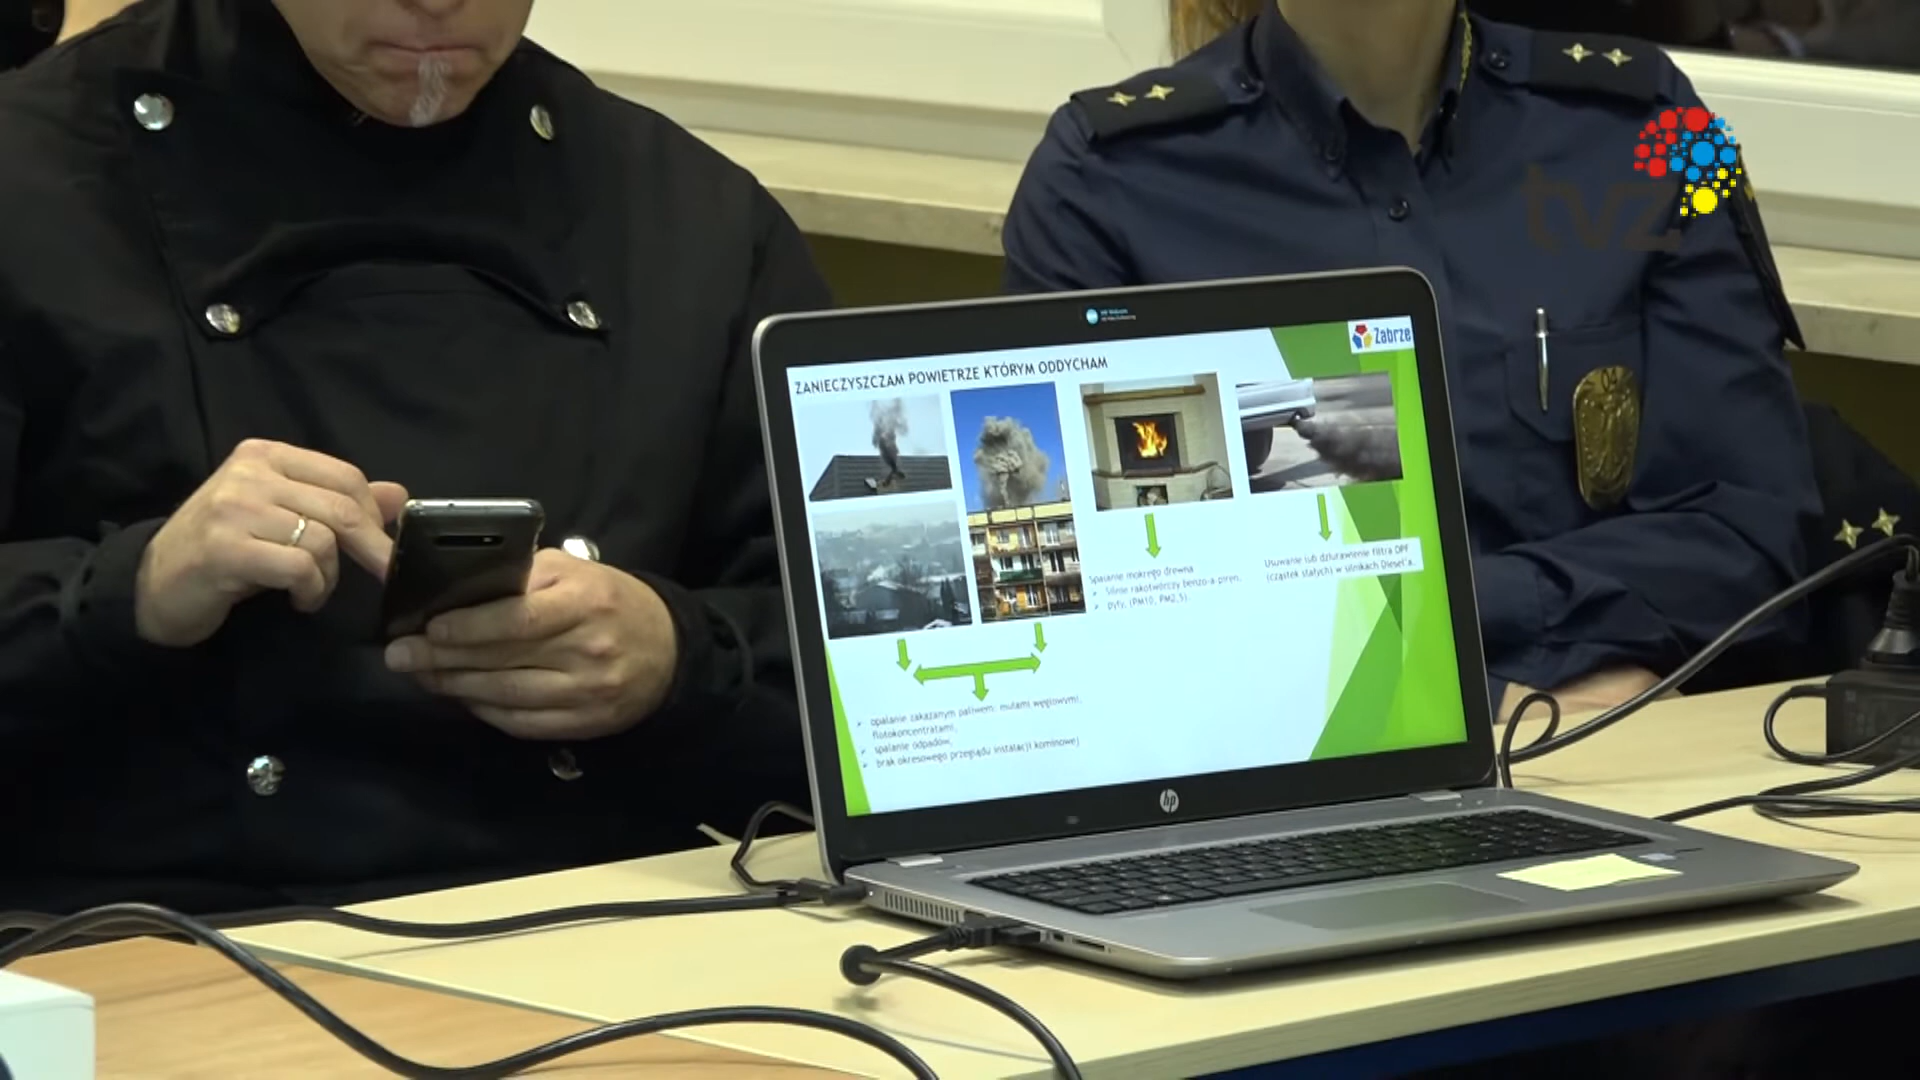 tvz
Zabrze
ZANIECZYSZCZAM POWIETRZE KTÓRYM ODDYCHAM
Spalanie mokrego drewna
➢ Silnie rakotwórczy benzo-a-piren,
➢ pyły, (PM10, PM2,5)
Usuwanie lub dziurawienie filtra DPF
(cząstek stałych) w silnikach Diesel'a.
➢ opalanie zakazanym paliwem: mułami węglowymi,
flotokoncentratami,
➢ spalanie odpadów,
➢ brak okresowego przeglądu instalacji kominowej
hp
04